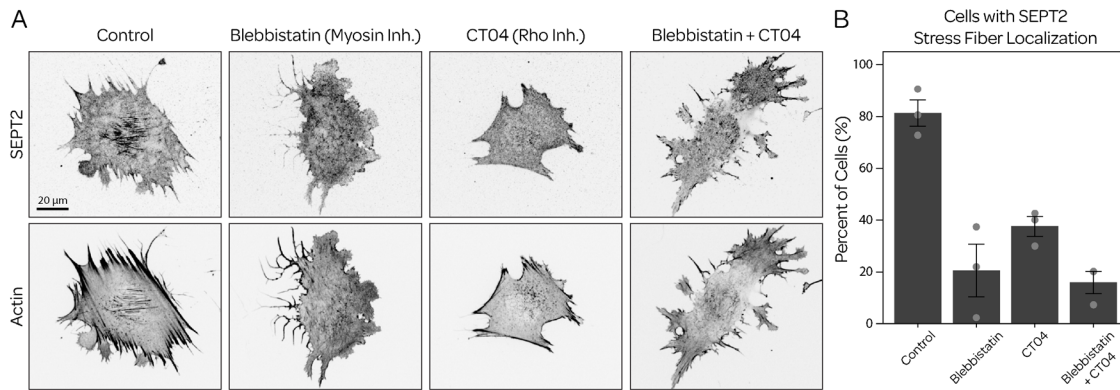 A
Control
Blebbistatin (Myosin Inh.)
CT04 (Rho Inh.)
Blebbistatin + CT04
SEPT2
20 µm
Actin
B
Cells with SEPT2
Stress Fiber Localization
Percent of Cells (%)
100
80
60
40
20
0
Control
Blebbistatin
CT04
Blebbistatin
+ CT04